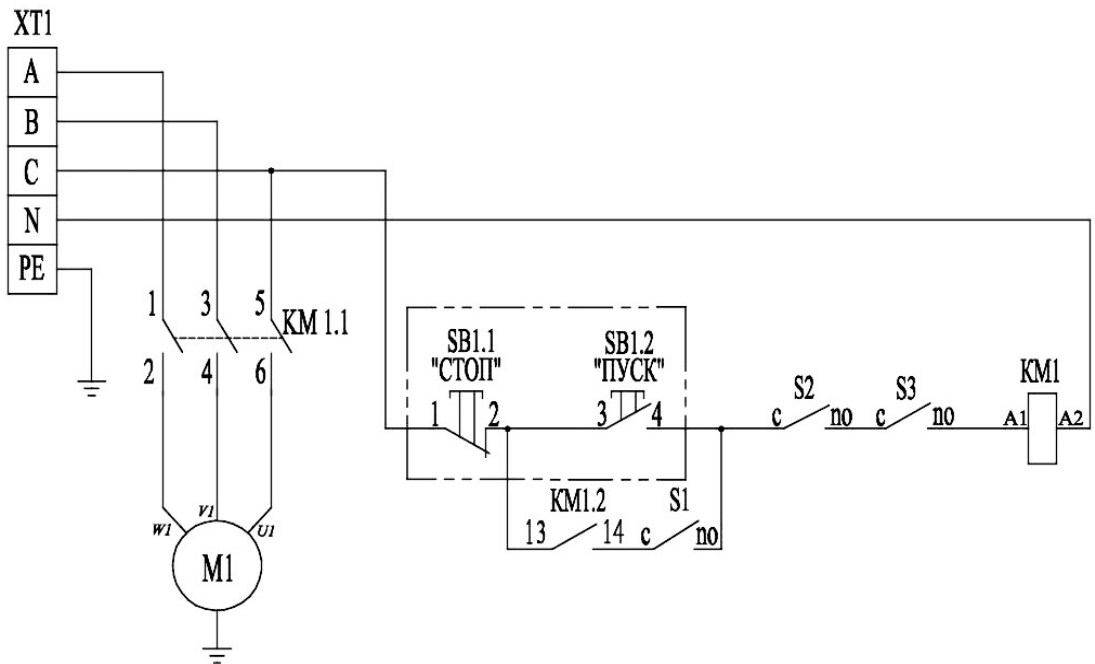 XT1
A
B
C
N
PE
1 3 5
KM 1.1
2 4 6
W1 V1 U1
M1
SB1.1
"СТОП"
SB1.2
"ПУСК"
1 2 3 4
KM1.2
S1
13 14 c no
S2
c no
S3
c no
KM1
A1 A2